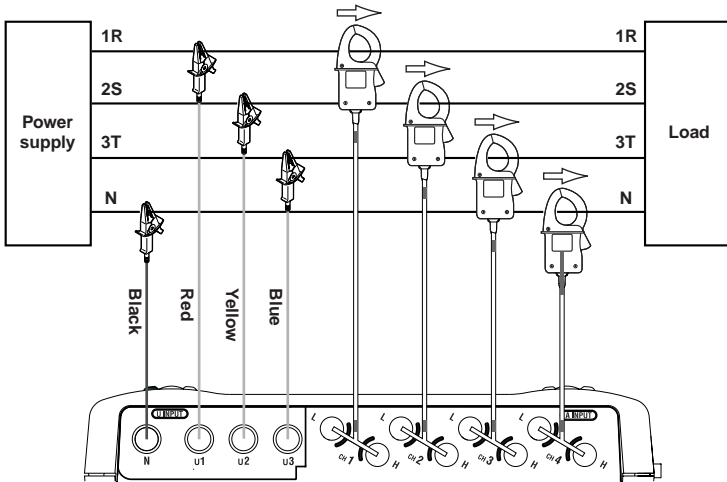 1R 1R
2S 2S
Power supply
3T 3T
Load
N N
Black
Red
Yellow
Blue
U INPUT
A INPUT
N U1 U2 U3
L CH 1 H
L CH 2 H
L CH 3 H
L CH 4 H